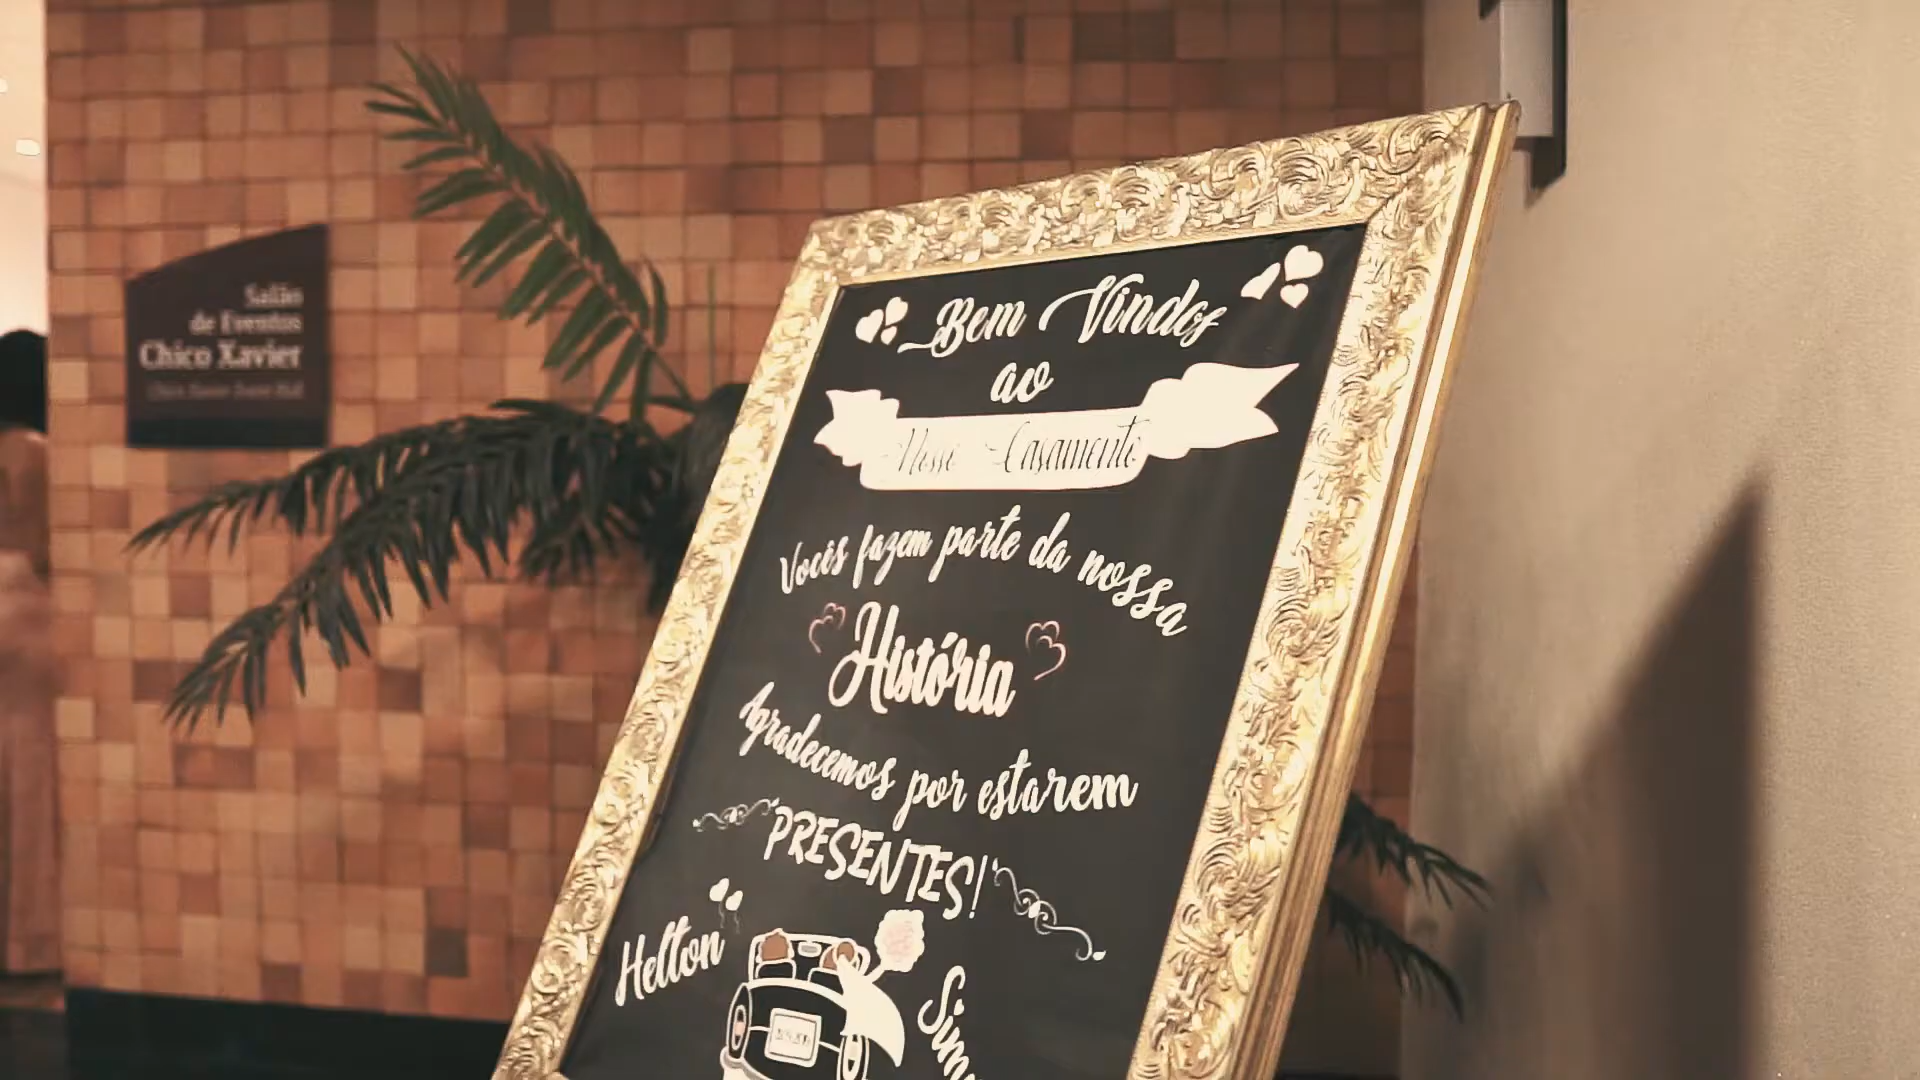 Salão
de Eventos
Chico Xavier
Bem Vindos
ao
Nosso Casamento
Vocês fazem parte da nossa
História
Agradecemos por estarem
PRESENTES!
Helton